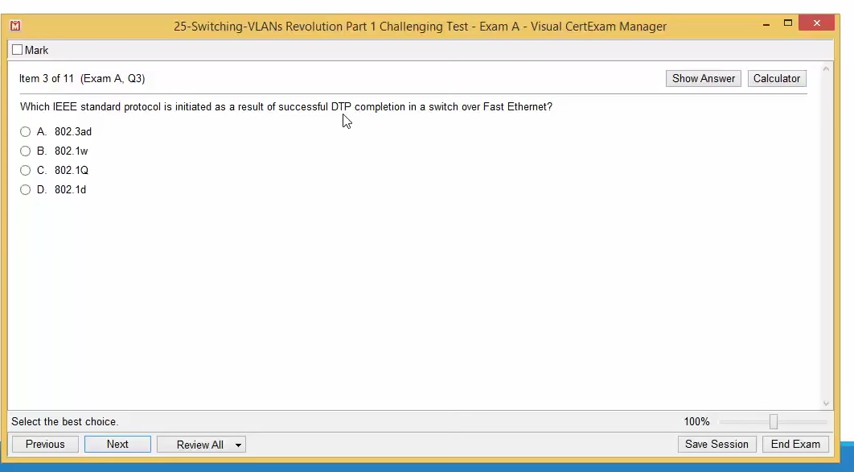 25-Switching-VLANs Revolution Part 1 Challenging Test - Exam A - Visual CertExam Manager
Mark
Item 3 of 11 (Exam A, Q3)
Show Answer
Calculator
Which IEEE standard protocol is initiated as a result of successful DTP completion in a switch over Fast Ethernet?
A. 802.3ad
B. 802.1w
C. 802.1Q
D. 802.1d
Select the best choice.
100%
Previous
Next
Review All
Save Session
End Exam